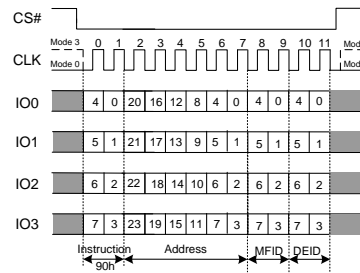 CS#
Mode 3 0 1 2 3 4 5 6 7 8 9 10 11 Mod
CLK Mode 0 Mod
IO0 4 0 20 16 12 8 4 0 4 0 4 0
IO1 5 1 21 17 13 9 5 1 5 1 5 1
IO2 6 2 22 18 14 10 6 2 6 2 6 2
IO3 7 3 23 19 15 11 7 3 7 3 7 3
Instruction Address MFID DEID
90h